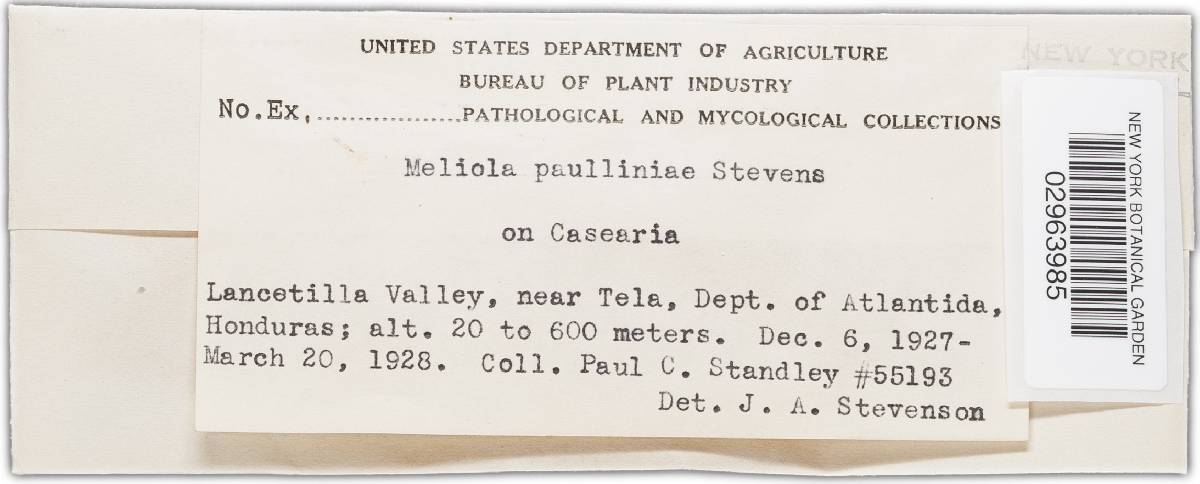 UNITED STATES DEPARTMENT OF AGRICULTURE
BUREAU OF PLANT INDUSTRY
No.Ex, ..................PATHOLOGICAL AND MYCOLOGICAL COLLECTIONS
Meliola paulliniae Stevens
on Casearia
Lancetilla Valley, near Tela, Dept. of Atlantida,
Honduras; alt. 20 to 600 meters. Dec. 6, 1927-
March 20, 1928. Coll. Paul C. Standley #55193
Det. J. A. Stevenson
NEW YORK
NEW YORK BOTANICAL GARDEN
02963985